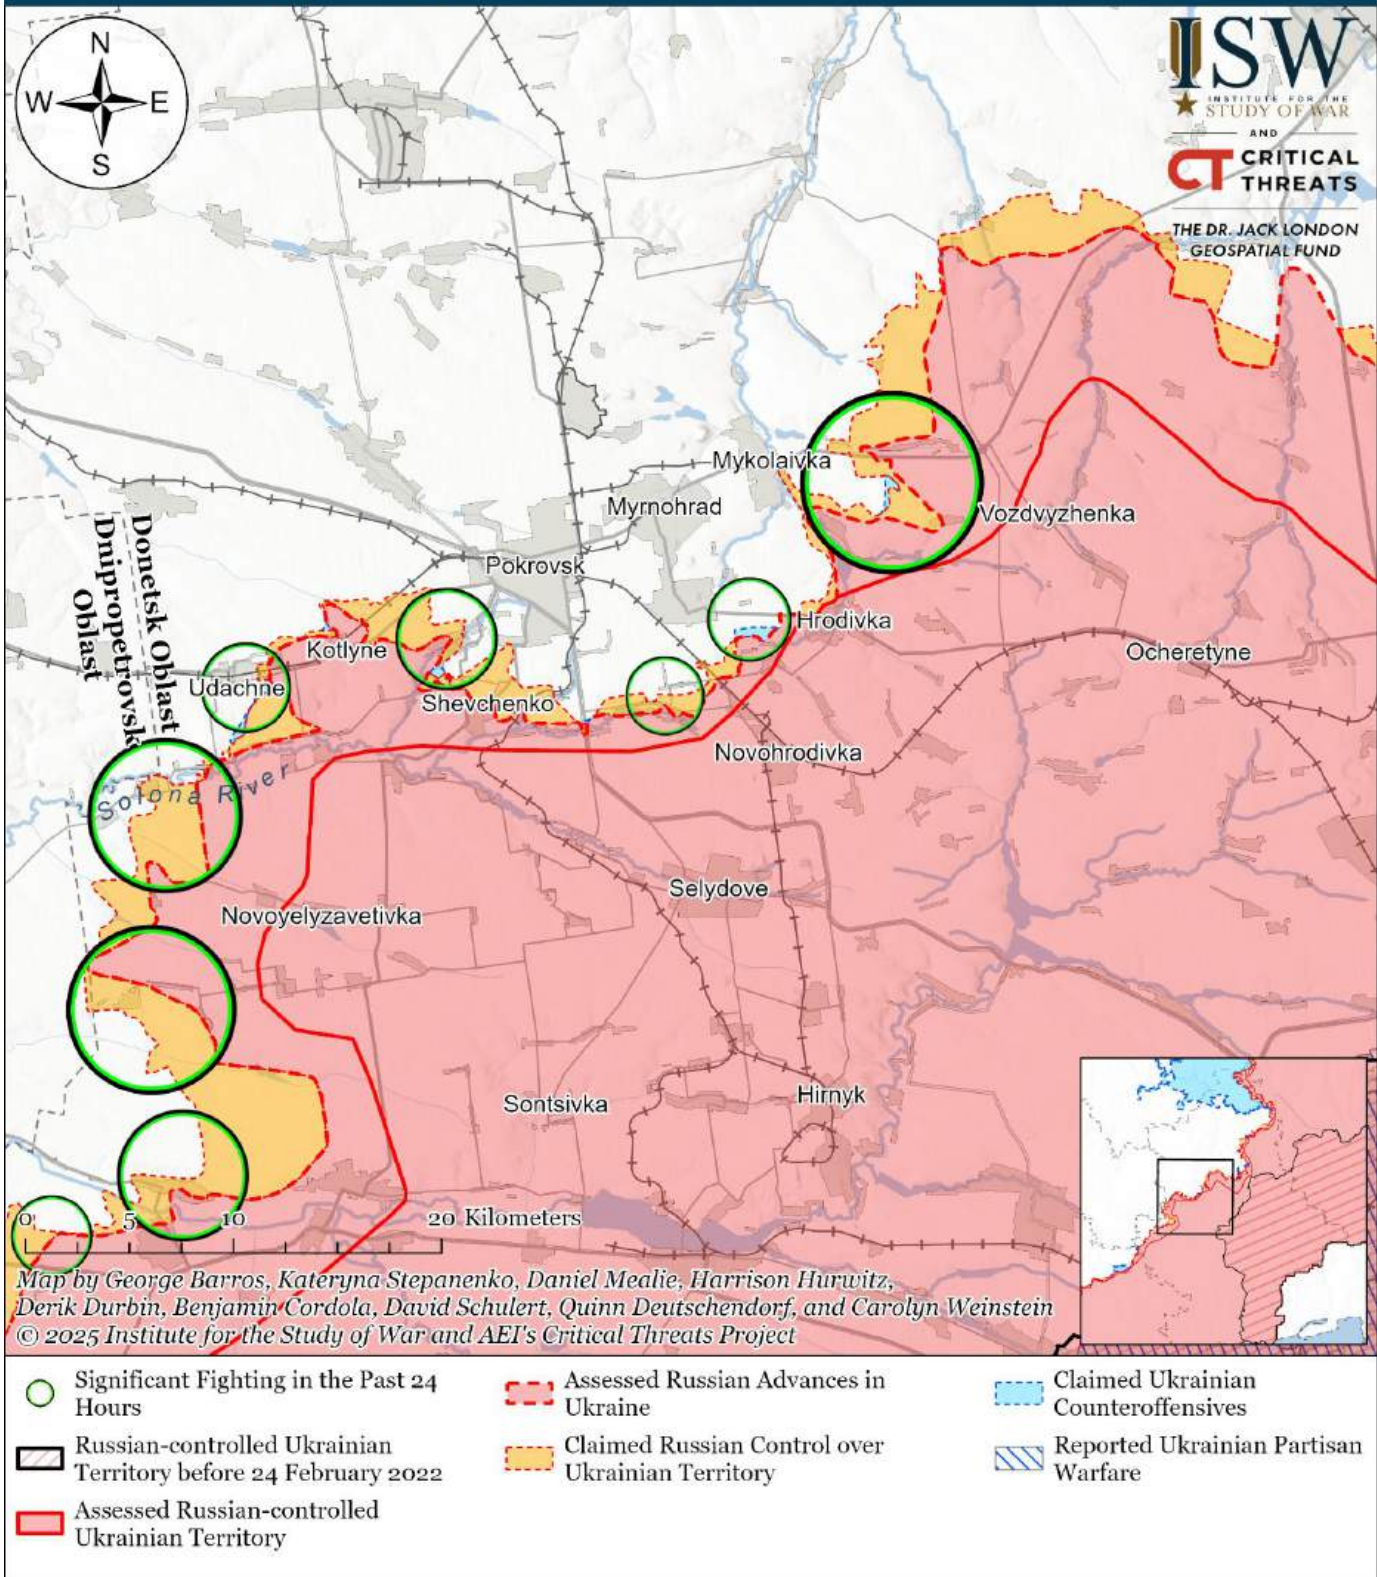 N
W E
S
ISW
INSTITUTE FOR THE
STUDY OF WAR
AND
CT CRITICAL
THREATS
THE DR. JACK LONDON
GEOSPATIAL FUND
Mykolaivka
Myrnohrad
Vozdvyzhenka
Pokrovsk
Donetsk Oblast
Dnipropetrovsk
Oblast
Hrodivka
Kotlyne
Ocheretyne
Udachne
Shevchenko
Novohrodivka
Solona River
Selydove
Novoyelyzavetivka
Sontsivka
Hirnyk
0 5 10 20 Kilometers
Map by George Barros, Kateryna Stepanenko, Daniel Mealie, Harrison Hurwitz,
Derik Durbin, Benjamin Cordola, David Schulert, Quinn Deutschendorf, and Carolyn Weinstein
© 2025 Institute for the Study of War and AEI's Critical Threats Project
Significant Fighting in the Past 24
Hours
Russian-controlled Ukrainian
Territory before 24 February 2022
Assessed Russian-controlled
Ukrainian Territory
Assessed Russian Advances in
Ukraine
Claimed Russian Control over
Ukrainian Territory
Claimed Ukrainian
Counteroffensives
Reported Ukrainian Partisan
Warfare